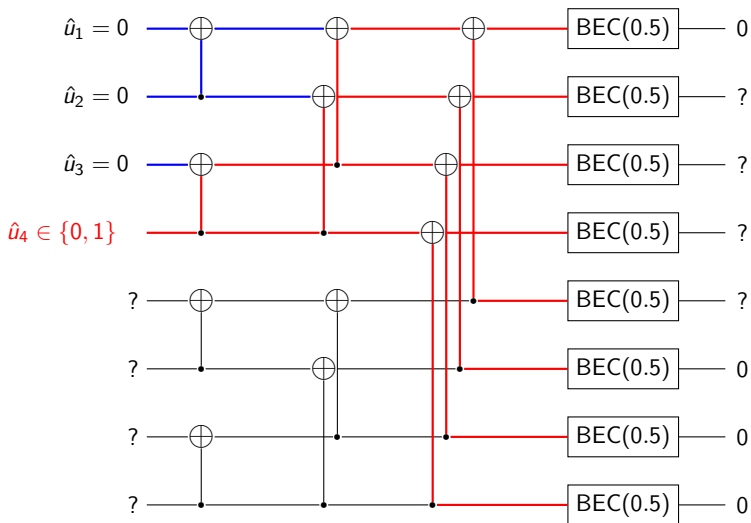 û₁ = 0 BEC(0.5) 0
û₂ = 0 BEC(0.5) ?
û₃ = 0 BEC(0.5) ?
û₄ ∈ {0, 1} BEC(0.5) ?
? BEC(0.5) ?
? BEC(0.5) 0
? BEC(0.5) 0
? BEC(0.5) 0